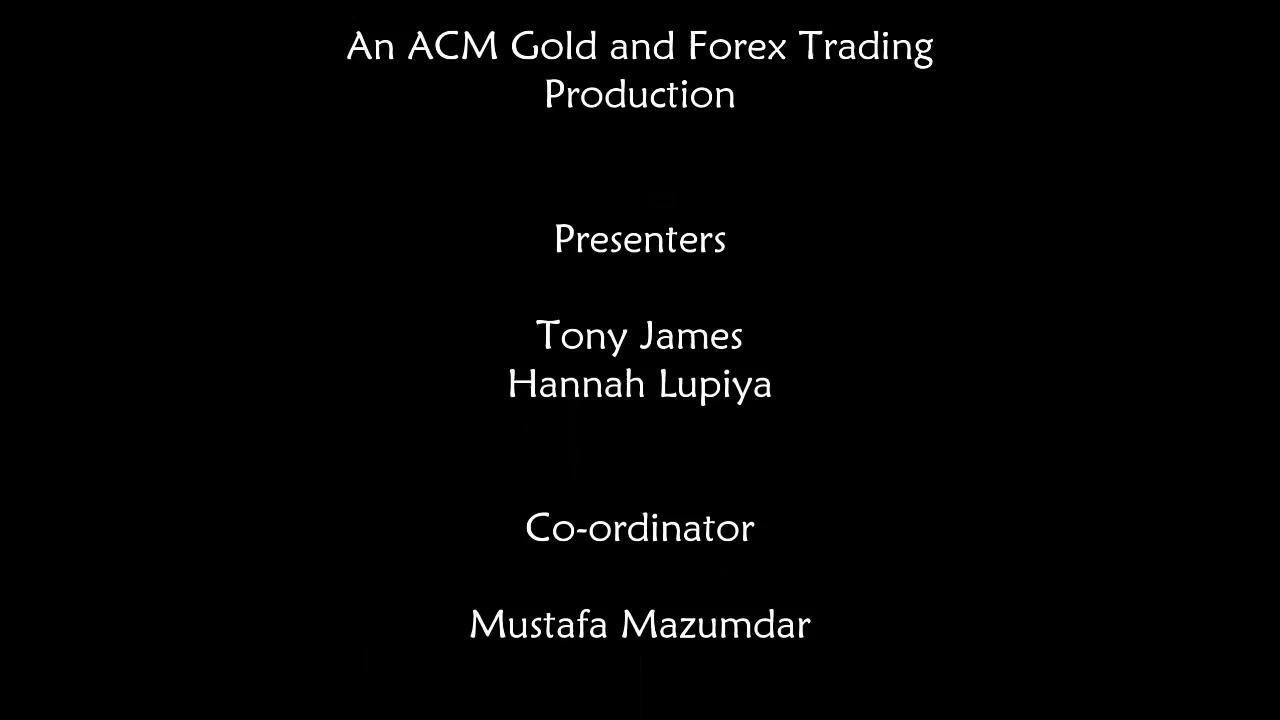 An ACM Gold and Forex Trading
Production
Presenters
Tony James
Hannah Lupiya
Co-ordinator
Mustafa Mazumdar